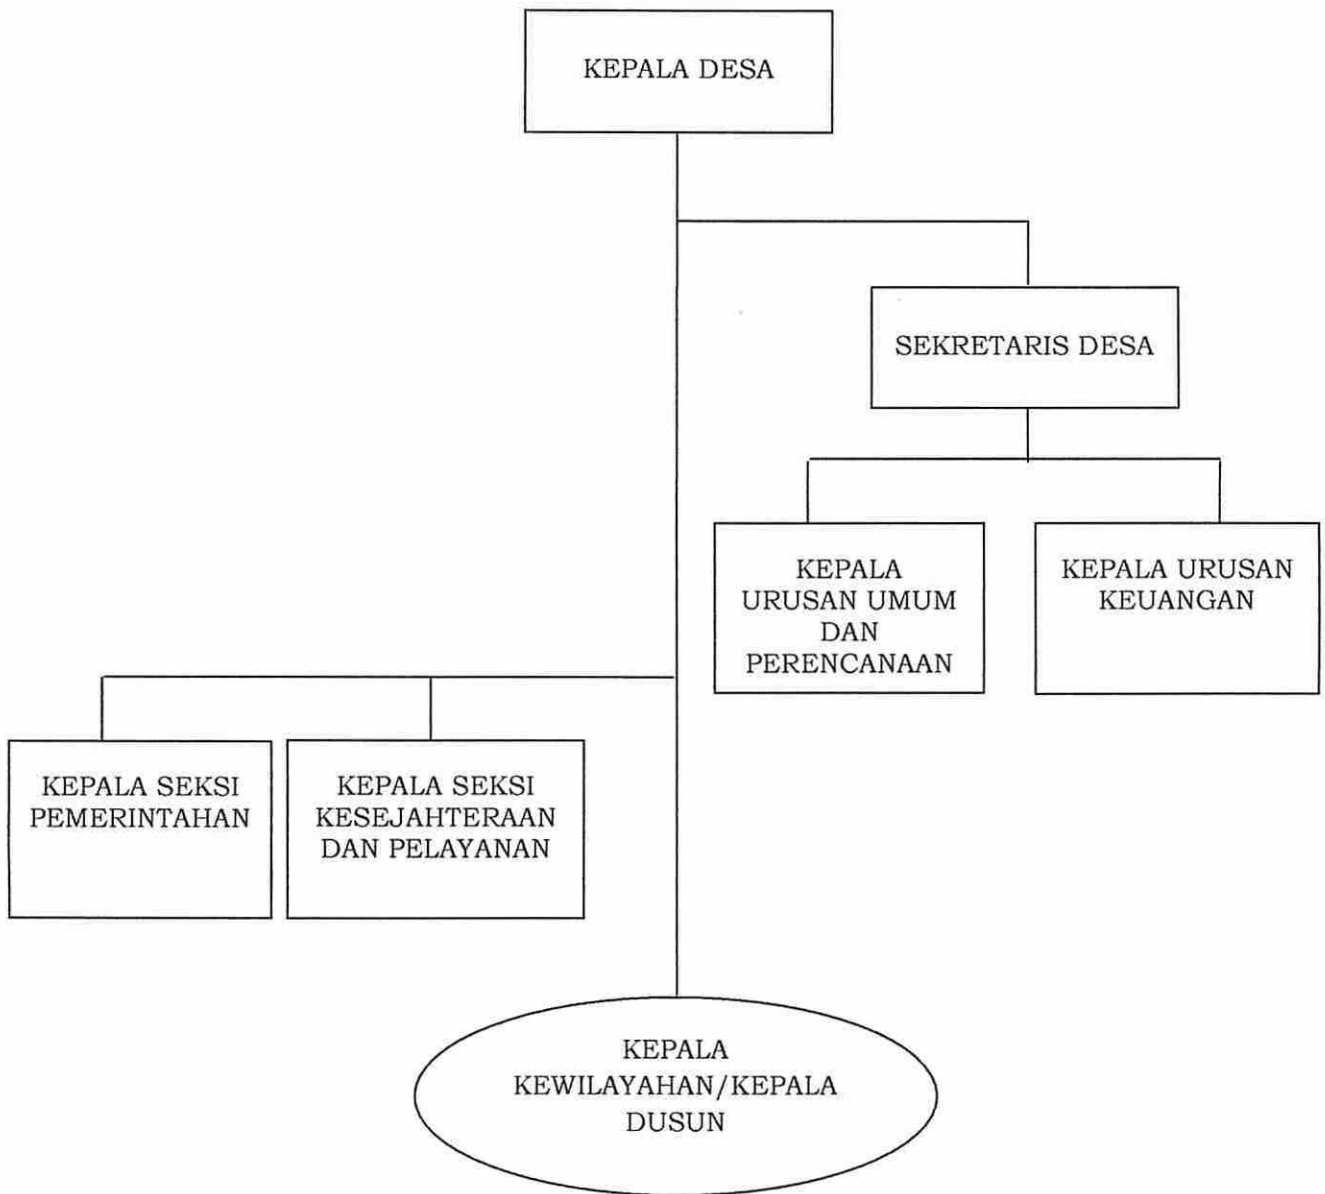 KEPALA DESA
SEKRETARIS DESA
KEPALA
URUSAN UMUM
DAN
PERENCANAAN
KEPALA URUSAN
KEUANGAN
KEPALA SEKSI
PEMERINTAHAN
KEPALA SEKSI
KESEJAHTERAAN
DAN PELAYANAN
KEPALA
KEWILAYAHAN/KEPALA
DUSUN